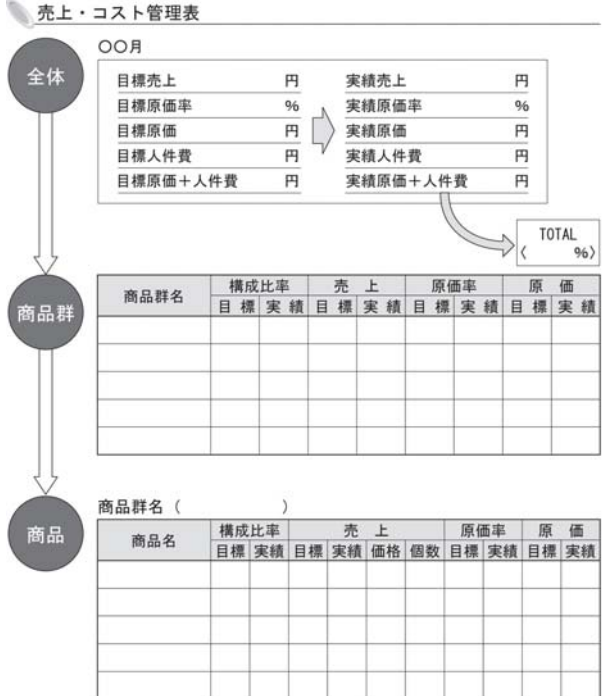 売上・コスト管理表
〇〇月
全体
目標売上 円 実績売上 円
目標原価率 % 実績原価率 %
目標原価 円 実績原価 円
目標人件費 円 実績人件費 円
目標原価+人件費 円 実績原価+人件費 円
TOTAL
〈 %〉
商品群
商品群名 構成比率 売 上 原価率 原 価
目 標 実 績 目 標 実 績 目 標 実 績 目 標 実 績
商品群名( )
商品
商品名 構成比率 売 上 原価率 原 価
目標 実績 目標 実績 価格 個数 目標 実績 目標 実績